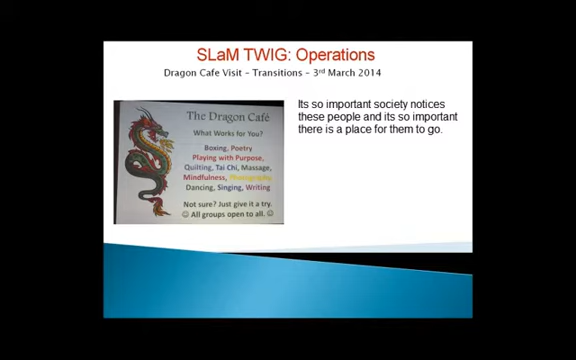 SLaM TWIG: Operations
Dragon Cafe Visit – Transitions – 3rd March 2014
The Dragon Café
What Works for You?
Boxing, Poetry
Playing with Purpose,
Quilting, Tai Chi, Massage,
Mindfulness, Photography
Dancing, Singing, Writing
Not sure? Just give it a try.
☺ All groups open to all. ☺
Its so important society notices
these people and its so important
there is a place for them to go.